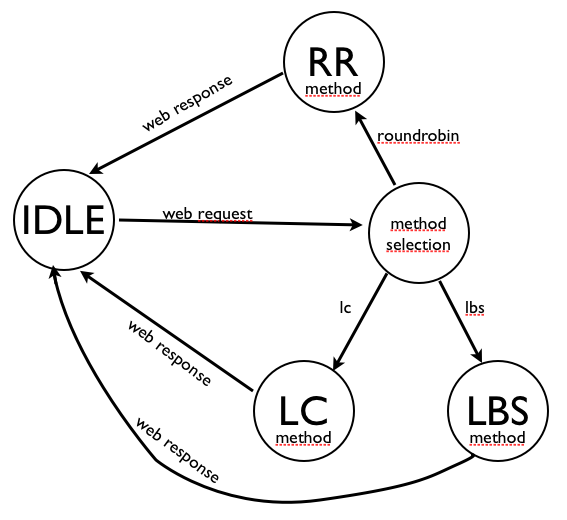 RR
method
web response
roundrobin
IDLE
web request
method
selection
lc
lbs
web response
LC
method
LBS
method
web response